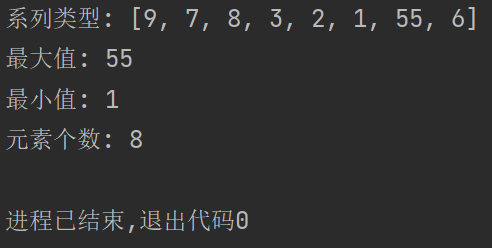 系列类型: [9, 7, 8, 3, 2, 1, 55, 6]
最大值: 55
最小值: 1
元素个数: 8
进程已结束,退出代码0